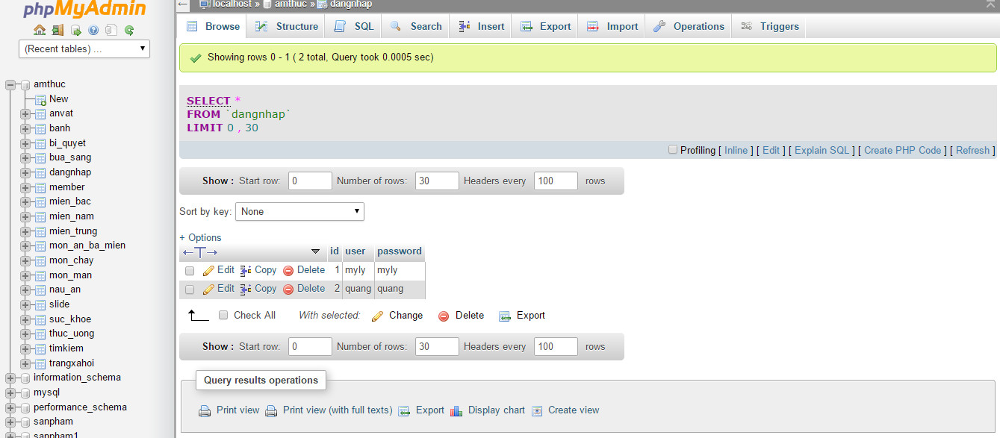 phpMyAdmin
(Recent tables) ...
amthuc
New
anvat
banh
bi_quyet
bua_sang
dangnhap
member
mien_bac
mien_nam
mien_trung
mon_an_ba_mien
mon_chay
mon_man
nau_an
slide
suc_khoe
thuc_uong
timkiem
trangxahoi
information_schema
mysql
performance_schema
sanpham
sanpham1
localhost » amthuc » dangnhap
Browse Structure SQL Search Insert Export Import Operations Triggers
Showing rows 0 - 1 ( 2 total, Query took 0.0005 sec)
SELECT *
FROM `dangnhap`
LIMIT 0 , 30
Profiling [ Inline ] [ Edit ] [ Explain SQL ] [ Create PHP Code ] [ Refresh ]
Show : Start row: 0 Number of rows: 30 Headers every 100 rows
Sort by key: None
+ Options
←T→ id user password
Edit Copy Delete 1 myly myly
Edit Copy Delete 2 quang quang
Check All With selected: Change Delete Export
Show : Start row: 0 Number of rows: 30 Headers every 100 rows
Query results operations
Print view Print view (with full texts) Export Display chart Create view